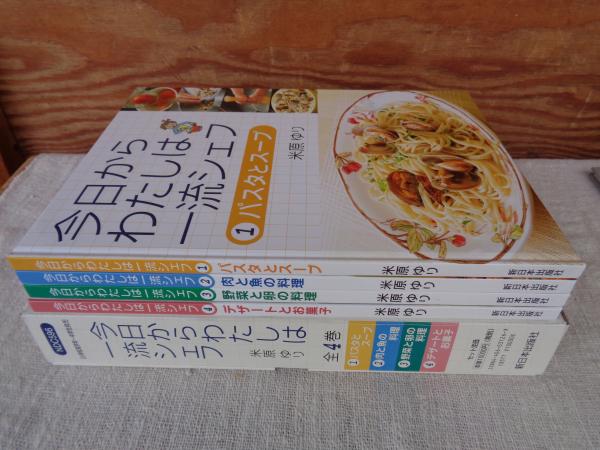 今日から
わたしは
一流シェフ
1 パスタとスープ
米原ゆり
今日からわたしは一流シェフ 1 パスタとスープ 米原ゆり 新日本出版社
今日からわたしは一流シェフ 2 肉と魚の料理 米原ゆり 新日本出版社
今日からわたしは一流シェフ 3 野菜と卵の料理 米原ゆり 新日本出版社
今日からわたしは一流シェフ 4 デザートとお菓子 米原ゆり 新日本出版社
NDC596
今日からわたしは
一流シェフ
米原ゆり
全4巻
1 パスタとスープ
2 肉と魚の料理
3 野菜と卵の料理
4 デザートとお菓子
新日本出版社